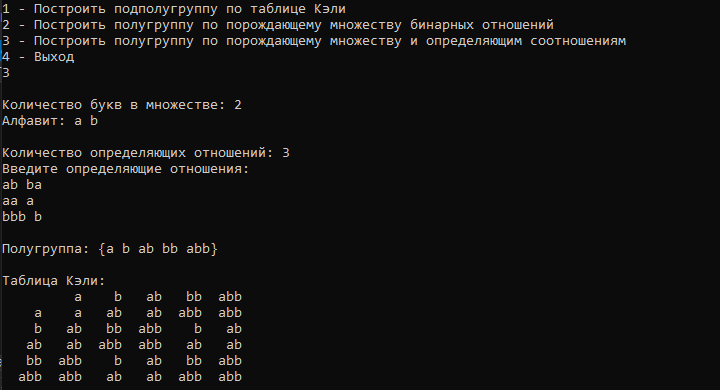 1 - Построить подполугруппу по таблице Кэли
2 - Построить полугруппу по порождающему множеству бинарных отношений
3 - Построить полугруппу по порождающему множеству и определяющим соотношениям
4 - Выход
3
Количество букв в множестве: 2
Алфавит: a b
Количество определяющих отношений: 3
Введите определяющие отношения:
ab ba
aa a
bbb b
Полугруппа: {a b ab bb abb}
Таблица Кэли:
a b ab bb abb
a a ab ab abb abb
b ab bb abb b ab
ab ab abb abb ab ab
bb abb b ab bb abb
abb abb ab ab abb abb